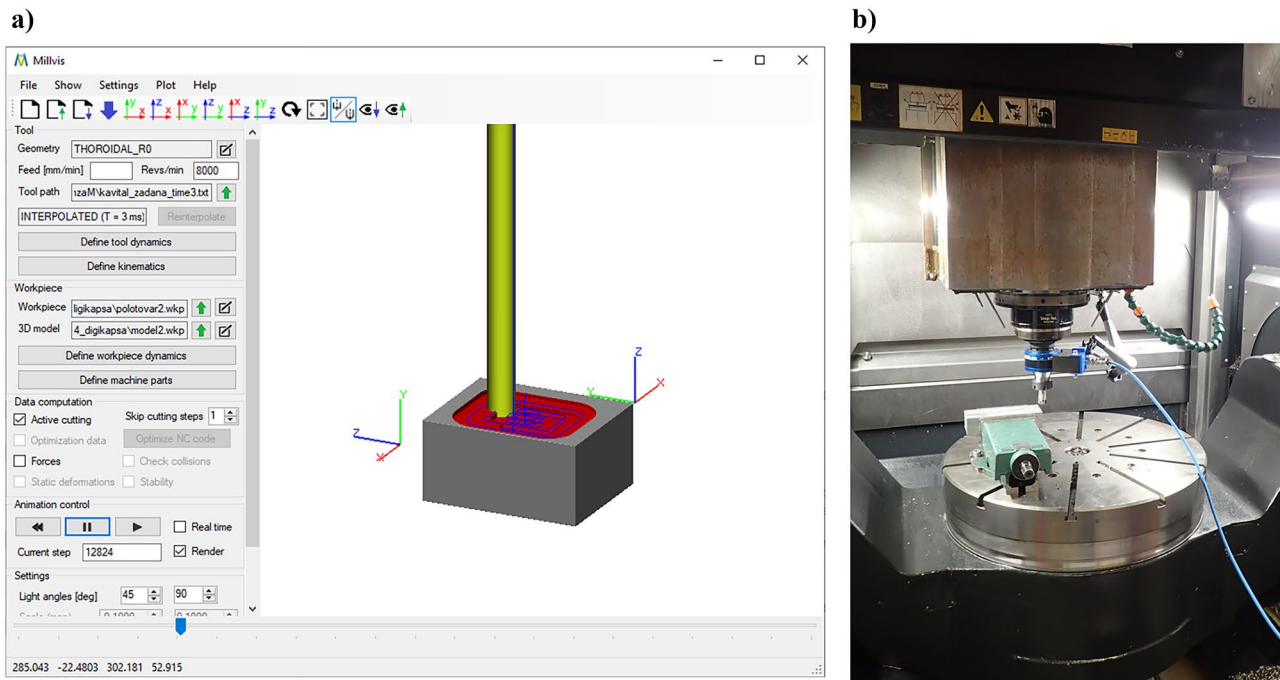 a)
b)
Millvis
File Show Settings Plot Help
Tool
Geometry THOROIDAL_R0
Feed [mm/min] Revs/min 8000
Tool path ızaM\kavital_zadana_time3.txt
INTERPOLATED (T = 3 ms) Reinterpolate
Define tool dynamics
Define kinematics
Workpiece
Workpiece ligikapsa\polotovar2.wkp
3D model 4_digikapsa\model2.wkp
Define workpiece dynamics
Define machine parts
Data computation
Active cutting Skip cutting steps 1
Optimization data Optimize NC code
Forces Check collisions
Static deformations Stability
Animation control
Real time
Current step 12824 Render
Settings
Light angles [deg] 45 90
285.043 -22.4803 302.181 52.915
Z
Y
X
Z
Y
X